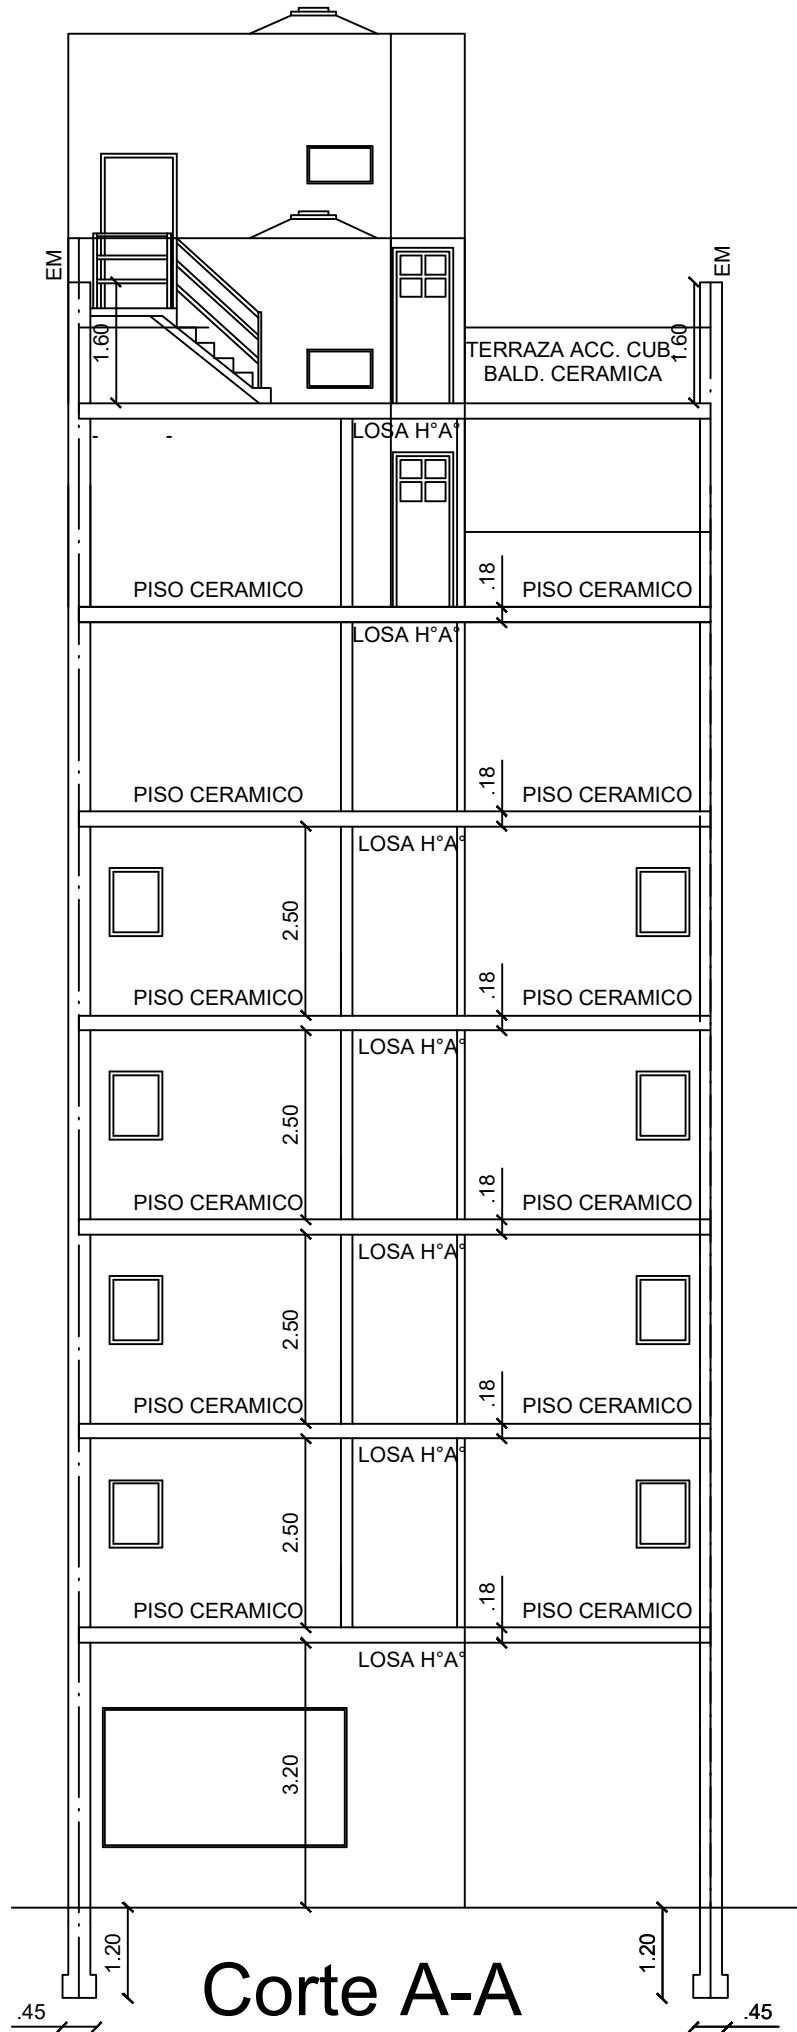 EM
EM
1.60
1.60
TERRAZA ACC. CUB.
BALD. CERAMICA
LOSA H°A°
PISO CERAMICO
.18
PISO CERAMICO
LOSA H°A°
PISO CERAMICO
.18
PISO CERAMICO
LOSA H°A°
2.50
PISO CERAMICO
.18
PISO CERAMICO
LOSA H°A°
2.50
PISO CERAMICO
.18
PISO CERAMICO
LOSA H°A°
2.50
PISO CERAMICO
.18
PISO CERAMICO
LOSA H°A°
2.50
PISO CERAMICO
.18
PISO CERAMICO
LOSA H°A°
3.20
1.20
1.20
Corte A-A
.45
.45